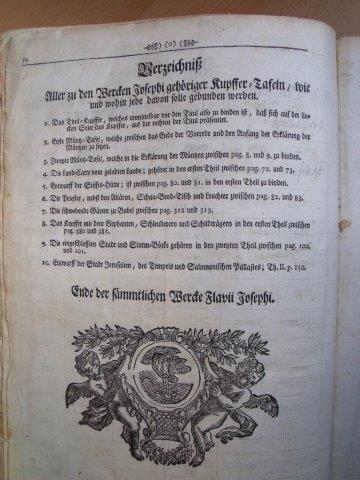 (o)
Verzeichniß
Aller zu den Wercken Josephi gehöriger Kupffer-Tafeln, wie
und wohin jede davon solle gebunden werden.
1. Das Titul-Kupffer, welches unmittelbar vor den Titul also zu binden ist, daß sich auf der lin-
cken Seite das Kupffer, auf der rechten der Titul präsentiret.
2. Erste Müntz-Tafel, welche zwischen das Ende der Vorrede und den Anfang der Erklärung der
Müntzen zu setzen.
3. Zweyte Müntz-Tafel, welche in die Erklärung der Müntzen zwischen pag. 8. und 9. zu binden.
4. Die Land-Carte vom gelobten Lande; gehöret in den ersten Theil zwischen pag. 72. und 73.
5. Entwurff der Stiffts-Hütte; ist zwischen pag. 80. und 81. in den ersten Theil zu binden.
6. Die Priester, nebst den Altären, Schau-Brod-Tisch und Leuchter zwischen pag. 82. und 83.
7. Die schwebende Gärten zu Babel zwischen pag. 312 und 313.
8. Das Kupffer mit den Elephanten, Schleuderern und Schildträgern in den ersten Theil zwischen
pag. 380 und 381.
9. Die eingeschlossene Stadt und Sturm-Böcke gehören in den zweyten Theil zwischen pag. 100.
und 101.
10. Entwurff der Stadt Jerusalem, des Tempels und Salomonischen Pallastes; Th. II. p. 150.
Ende der sämmtlichen Wercke Flavii Josephi.